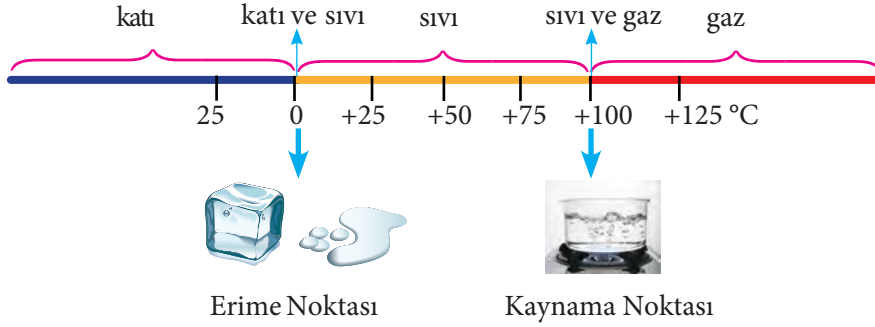 katı katı ve sıvı sıvı sıvı ve gaz gaz
25 0 +25 +50 +75 +100 +125 °C
Erime Noktası Kaynama Noktası